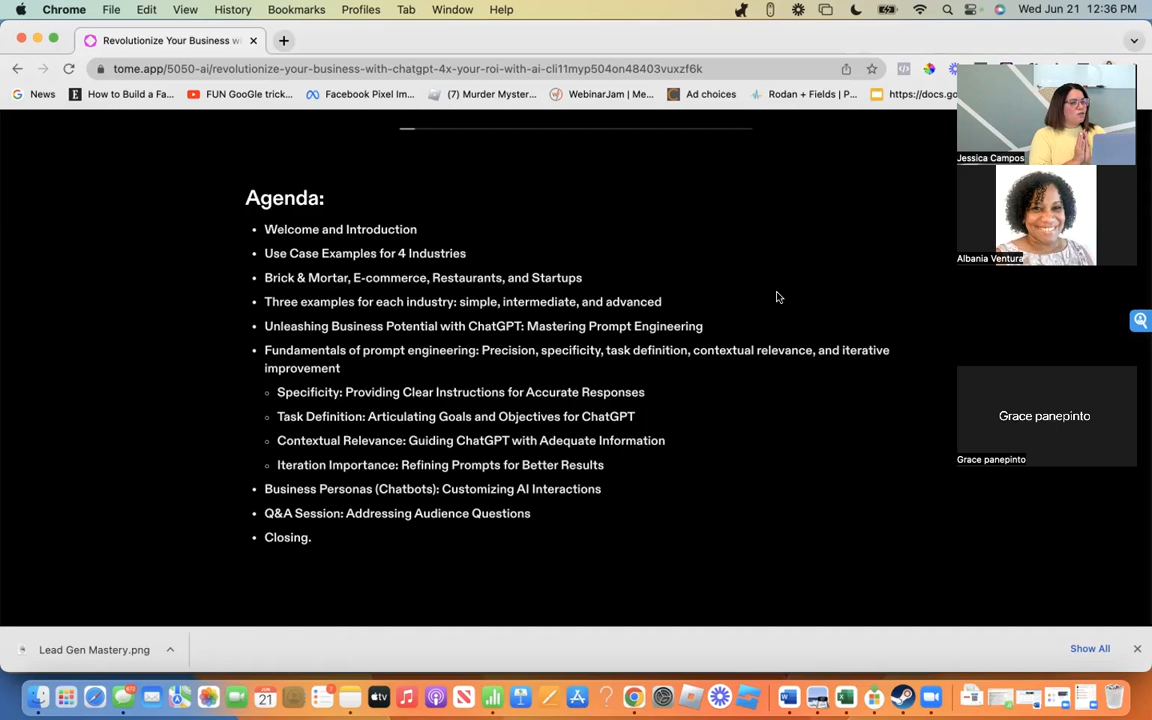 Chrome File Edit View History Bookmarks Profiles Tab Window Help Wed Jun 21 12:36 PM
Revolutionize Your Business wi
tome.app/5050-ai/revolutionize-your-business-with-chatgpt-4x-your-roi-with-ai-cli11myp504on48403vuxzf6k
News How to Build a Fa... FUN GooGle trick... Facebook Pixel Im... (7) Murder Myster... WebinarJam | Me... Ad choices Rodan + Fields | P... https://docs.go
Jessica Campos
Albania Ventura
Grace panepinto
Grace panepinto
Agenda:
• Welcome and Introduction
• Use Case Examples for 4 Industries
• Brick & Mortar, E-commerce, Restaurants, and Startups
• Three examples for each industry: simple, intermediate, and advanced
• Unleashing Business Potential with ChatGPT: Mastering Prompt Engineering
• Fundamentals of prompt engineering: Precision, specificity, task definition, contextual relevance, and iterative
improvement
◦ Specificity: Providing Clear Instructions for Accurate Responses
◦ Task Definition: Articulating Goals and Objectives for ChatGPT
◦ Contextual Relevance: Guiding ChatGPT with Adequate Information
◦ Iteration Importance: Refining Prompts for Better Results
• Business Personas (Chatbots): Customizing AI Interactions
• Q&A Session: Addressing Audience Questions
• Closing.
Lead Gen Mastery.png
Show All
JUN
21
tv